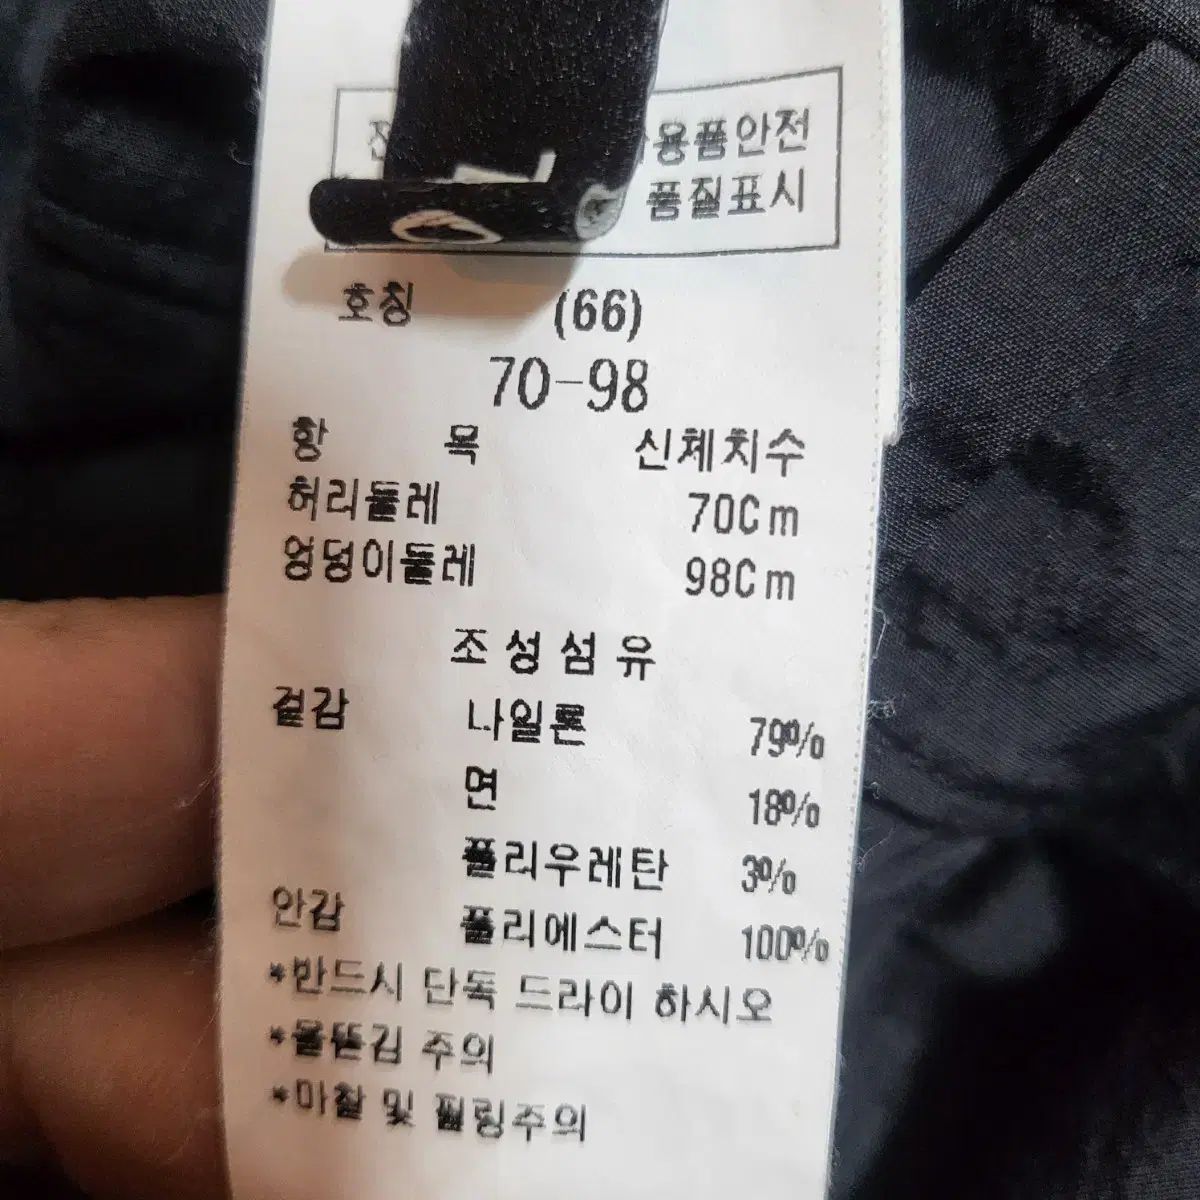 용품안전
품질표시
호칭 (66)
70-98
항 목 신체치수
허리둘레 70Cm
엉덩이둘레 98Cm
조성섬유
겉감 나일론 79%
면 18%
폴리우레탄 3%
안감 폴리에스터 100%
*반드시 단독 드라이 하시오
*올뜯김 주의
*마찰 및 필링주의